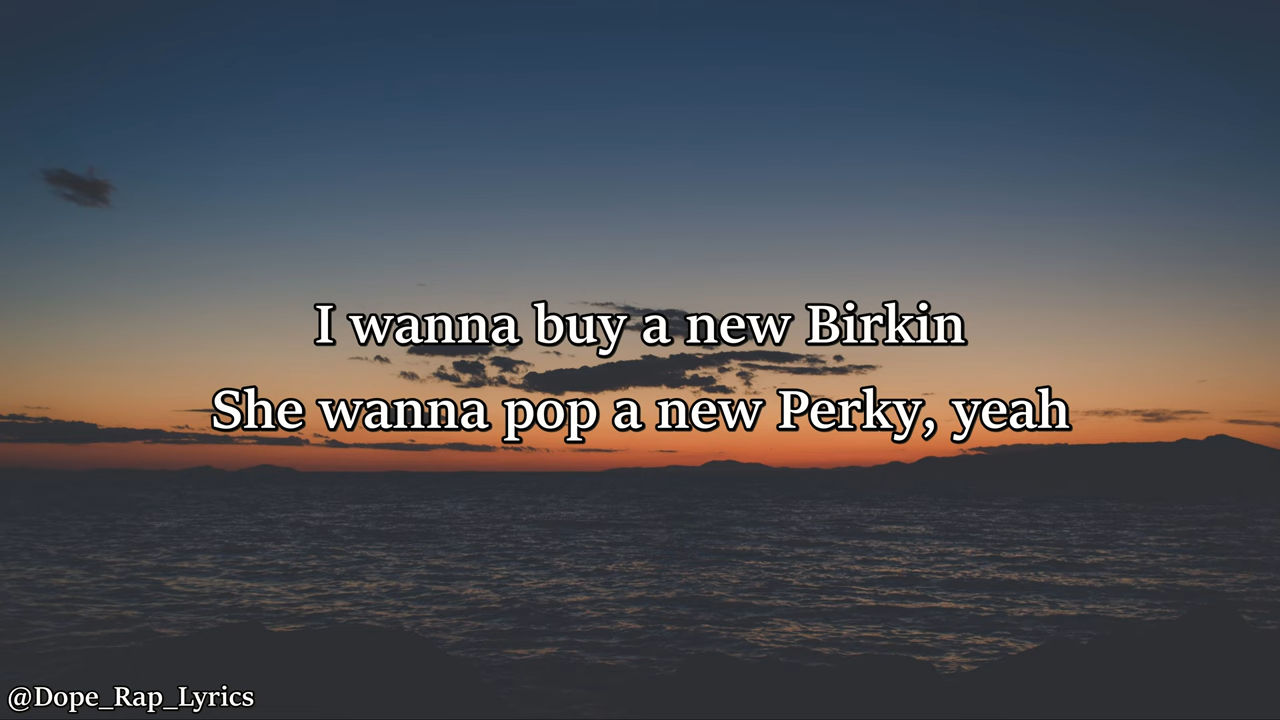 I wanna buy a new Birkin
She wanna pop a new Perky, yeah
@Dope_Rap_Lyrics